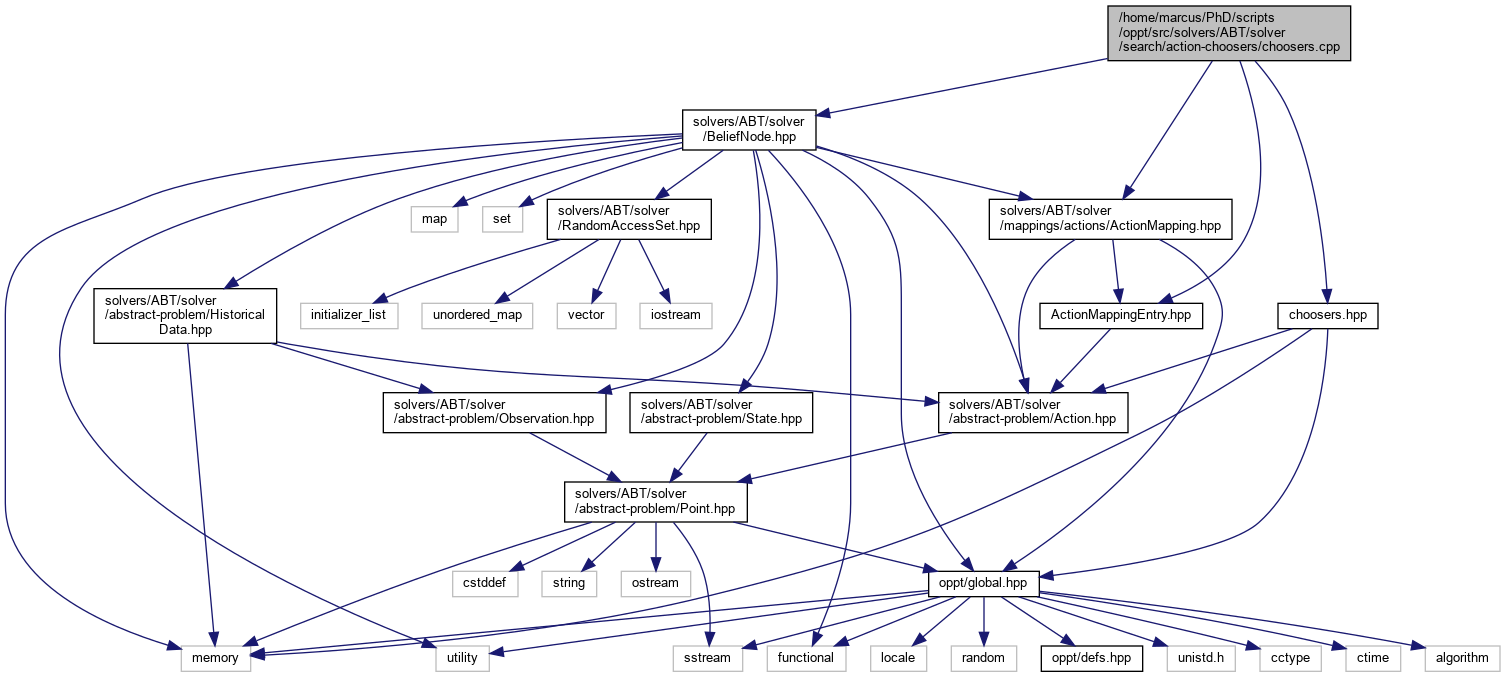 /home/marcus/PhD/scripts
/oppt/src/solvers/ABT/solver
/search/action-choosers/choosers.cpp
solvers/ABT/solver
/BeliefNode.hpp
map
set
solvers/ABT/solver
/RandomAccessSet.hpp
solvers/ABT/solver
/mappings/actions/ActionMapping.hpp
solvers/ABT/solver
/abstract-problem/Historical
Data.hpp
initializer_list
unordered_map
vector
iostream
ActionMappingEntry.hpp
choosers.hpp
solvers/ABT/solver
/abstract-problem/Observation.hpp
solvers/ABT/solver
/abstract-problem/State.hpp
solvers/ABT/solver
/abstract-problem/Action.hpp
solvers/ABT/solver
/abstract-problem/Point.hpp
cstddef
string
ostream
oppt/global.hpp
memory
utility
sstream
functional
locale
random
oppt/defs.hpp
unistd.h
cctype
ctime
algorithm